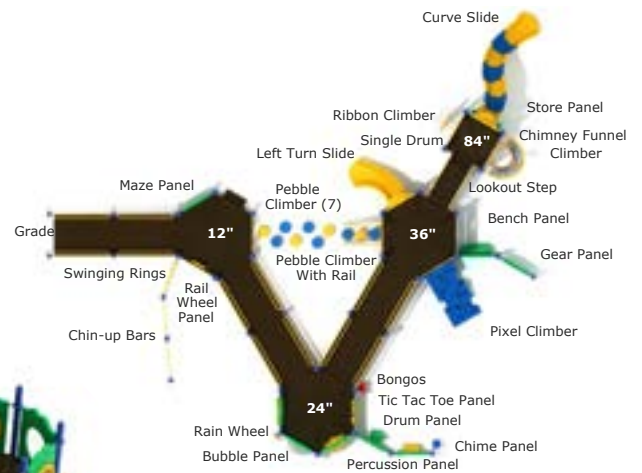 Curve Slide
Ribbon Climber
Store Panel
Single Drum
84"
Chimney Funnel
Climber
Left Turn Slide
Lookout Step
Maze Panel
Pebble
Climber (7)
Bench Panel
Grade
12"
36"
Gear Panel
Swinging Rings
Pebble Climber
With Rail
Rail
Wheel
Panel
Chin-up Bars
Pixel Climber
24"
Bongos
Tic Tac Toe Panel
Drum Panel
Rain Wheel
Chime Panel
Bubble Panel
Percussion Panel